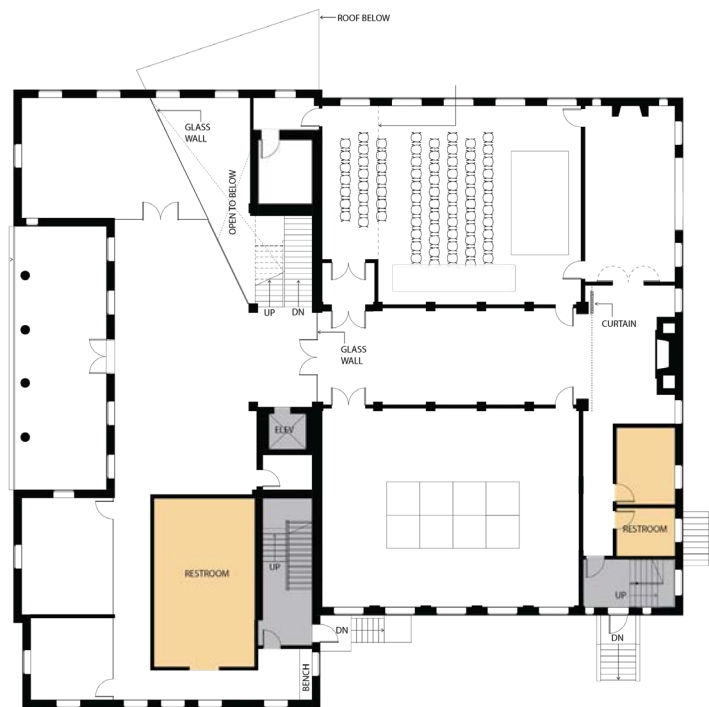 ROOF BELOW
GLASS
WALL
OPEN TO BELOW
UP
DN
CURTAIN
GLASS
WALL
ELEV
RESTROOM
RESTROOM
UP
UP
DN
DN
BENCH